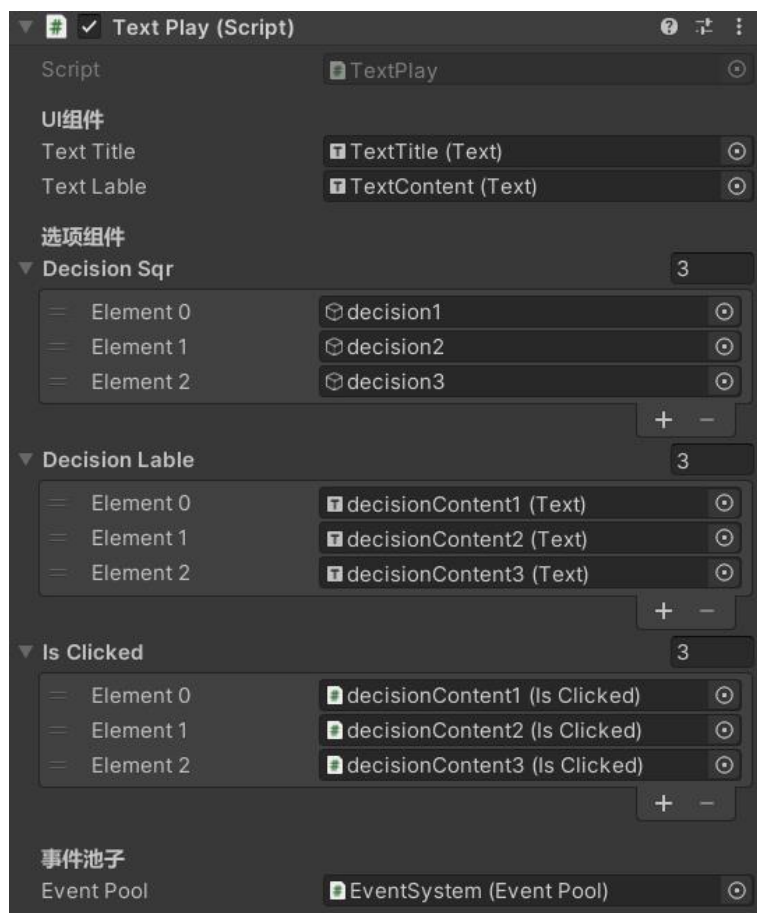 Text Play (Script)
Script TextPlay
UI组件
Text Title TextTitle (Text)
Text Lable TextContent (Text)
选项组件
Decision Sqr 3
Element 0 decision1
Element 1 decision2
Element 2 decision3
+ −
Decision Lable 3
Element 0 decisionContent1 (Text)
Element 1 decisionContent2 (Text)
Element 2 decisionContent3 (Text)
+ −
Is Clicked 3
Element 0 decisionContent1 (Is Clicked)
Element 1 decisionContent2 (Is Clicked)
Element 2 decisionContent3 (Is Clicked)
+ −
事件池子
Event Pool EventSystem (Event Pool)